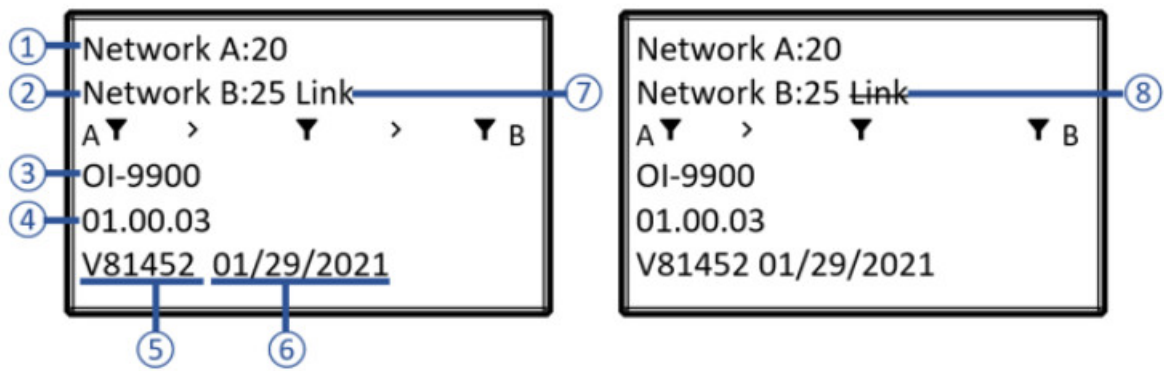 ① Network A:20
② Network B:25 Link ⑦
A > > B
③ OI-9900
④ 01.00.03
V81452 01/29/2021
⑤ ⑥
Network A:20
Network B:25 Link ⑧
A > B
OI-9900
01.00.03
V81452 01/29/2021